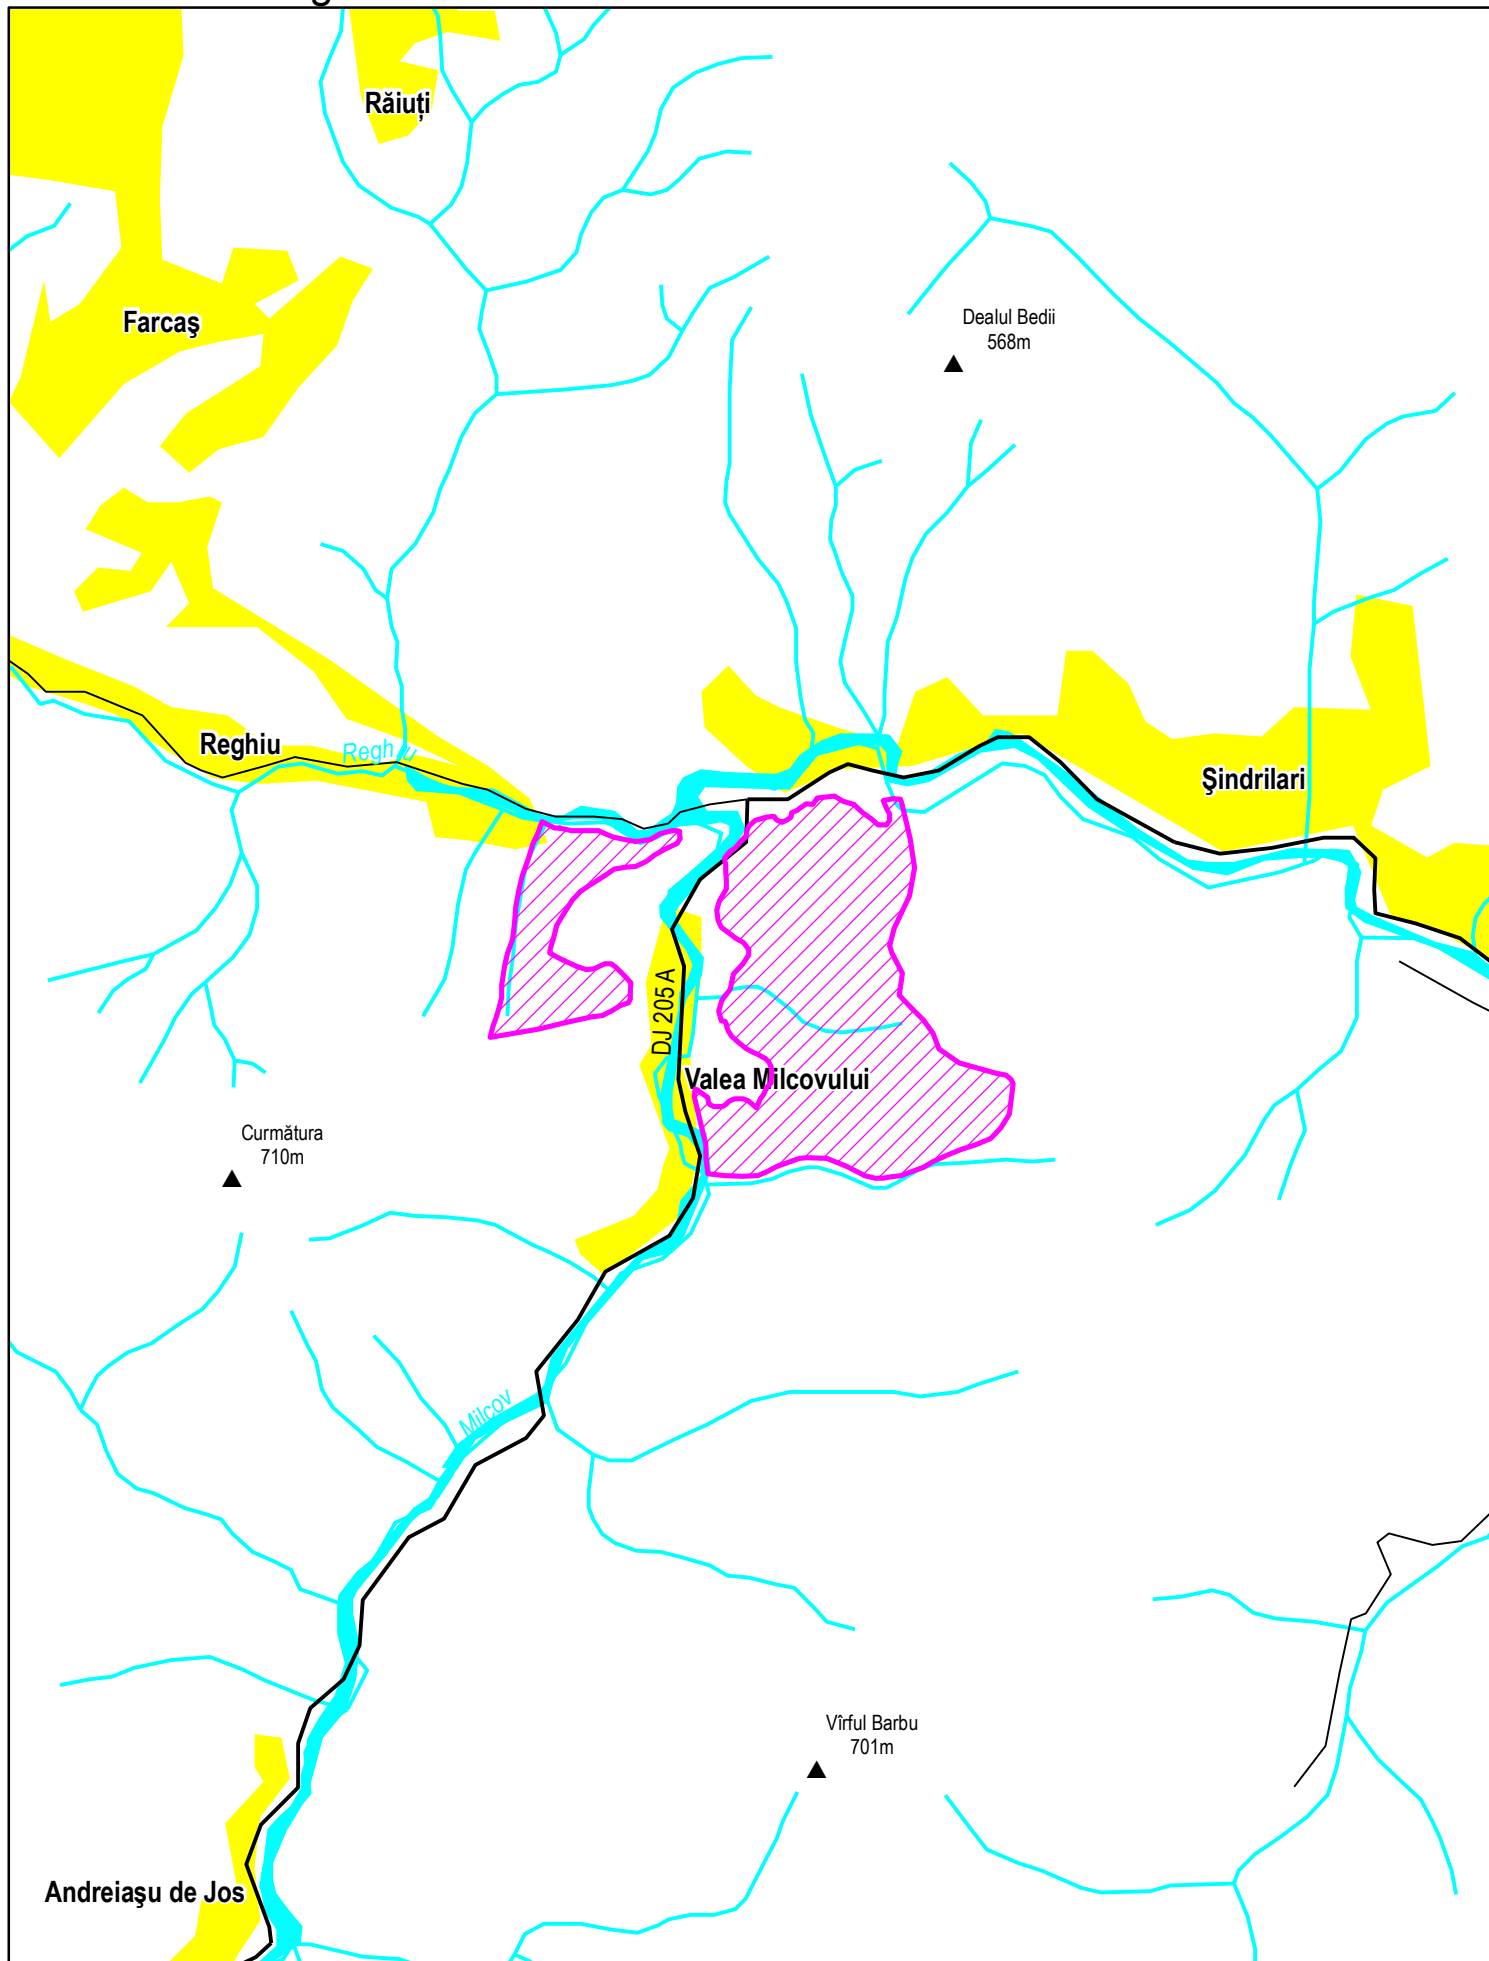 g
Răiuți
Farcaş
Dealul Bedii
568m
Reghiu
Reghiu
Şindrilari
DJ 205 A
Valea Milcovului
Curmătura
710m
Milcov
Vîrful Barbu
701m
Andreiaşu de Jos